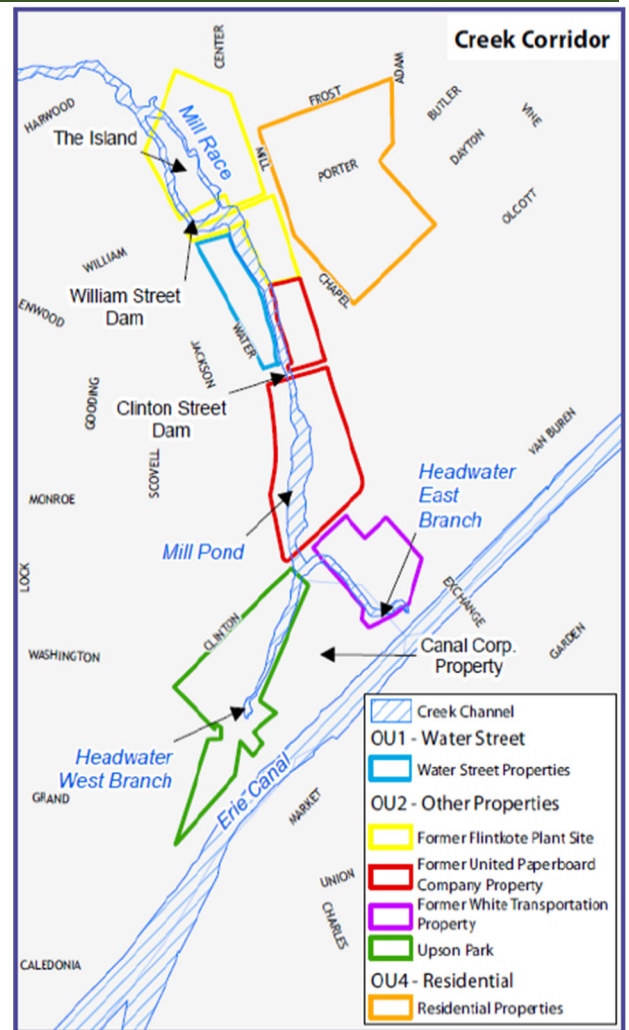 Creek Corridor
CENTER
ADAM
FROST
BUTLER
VINE
HARWOOD
Mill Race
The Island
MILL
DAYTON
PORTER
OLCOTT
WILLIAM
William Street
Dam
CHAPEL
ENWOOD
WATER
JACKSON
GOODING
Clinton Street
Dam
VAN BUREN
SCOVELL
Headwater
East
Branch
MONROE
Mill Pond
LOCK
EXCHANGE
CLINTON
GARDEN
WASHINGTON
Canal Corp.
Property
Headwater
West Branch
GRAND
Erie Canal
MARKET
UNION
CHARLES
CALEDONIA
Creek Channel
OU1 - Water Street
Water Street Properties
OU2 - Other Properties
Former Flintkote Plant Site
Former United Paperboard
Company Property
Former White Transportation
Property
Upson Park
OU4 - Residential
Residential Properties